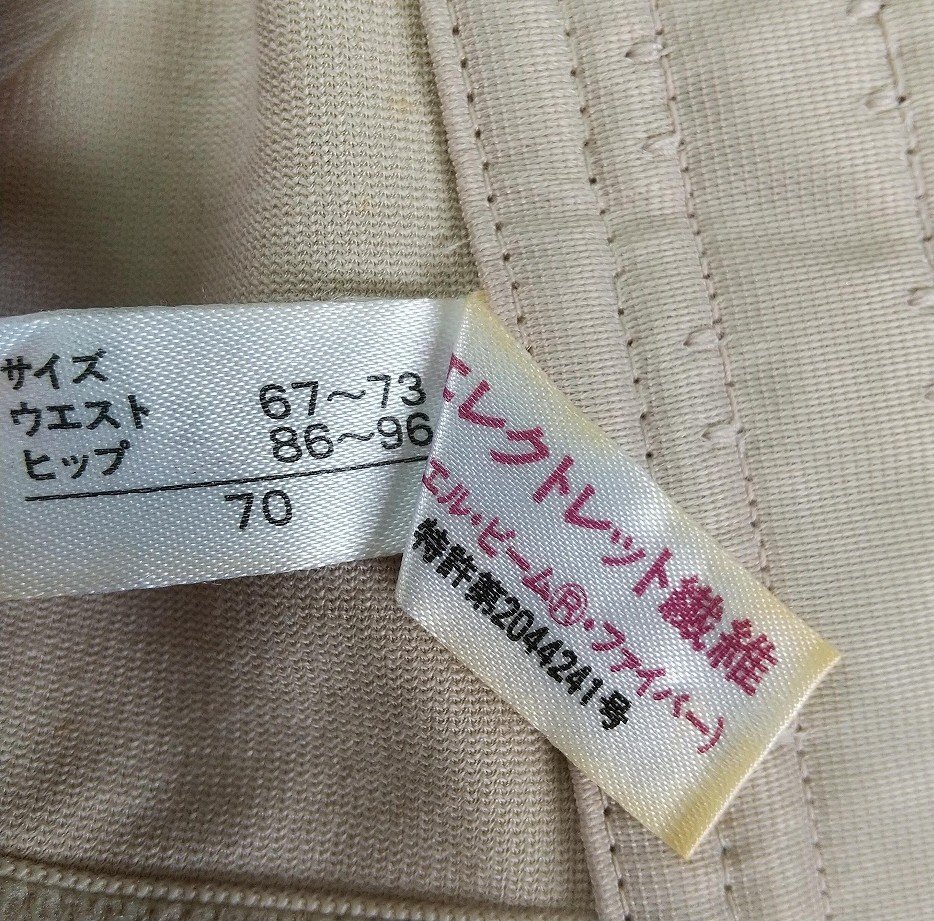 サイズ
ウエスト 67～73
ヒップ 86～96
70
エレクトレット繊維
エル・ビーム®・ファイバー)
特許第2044241号